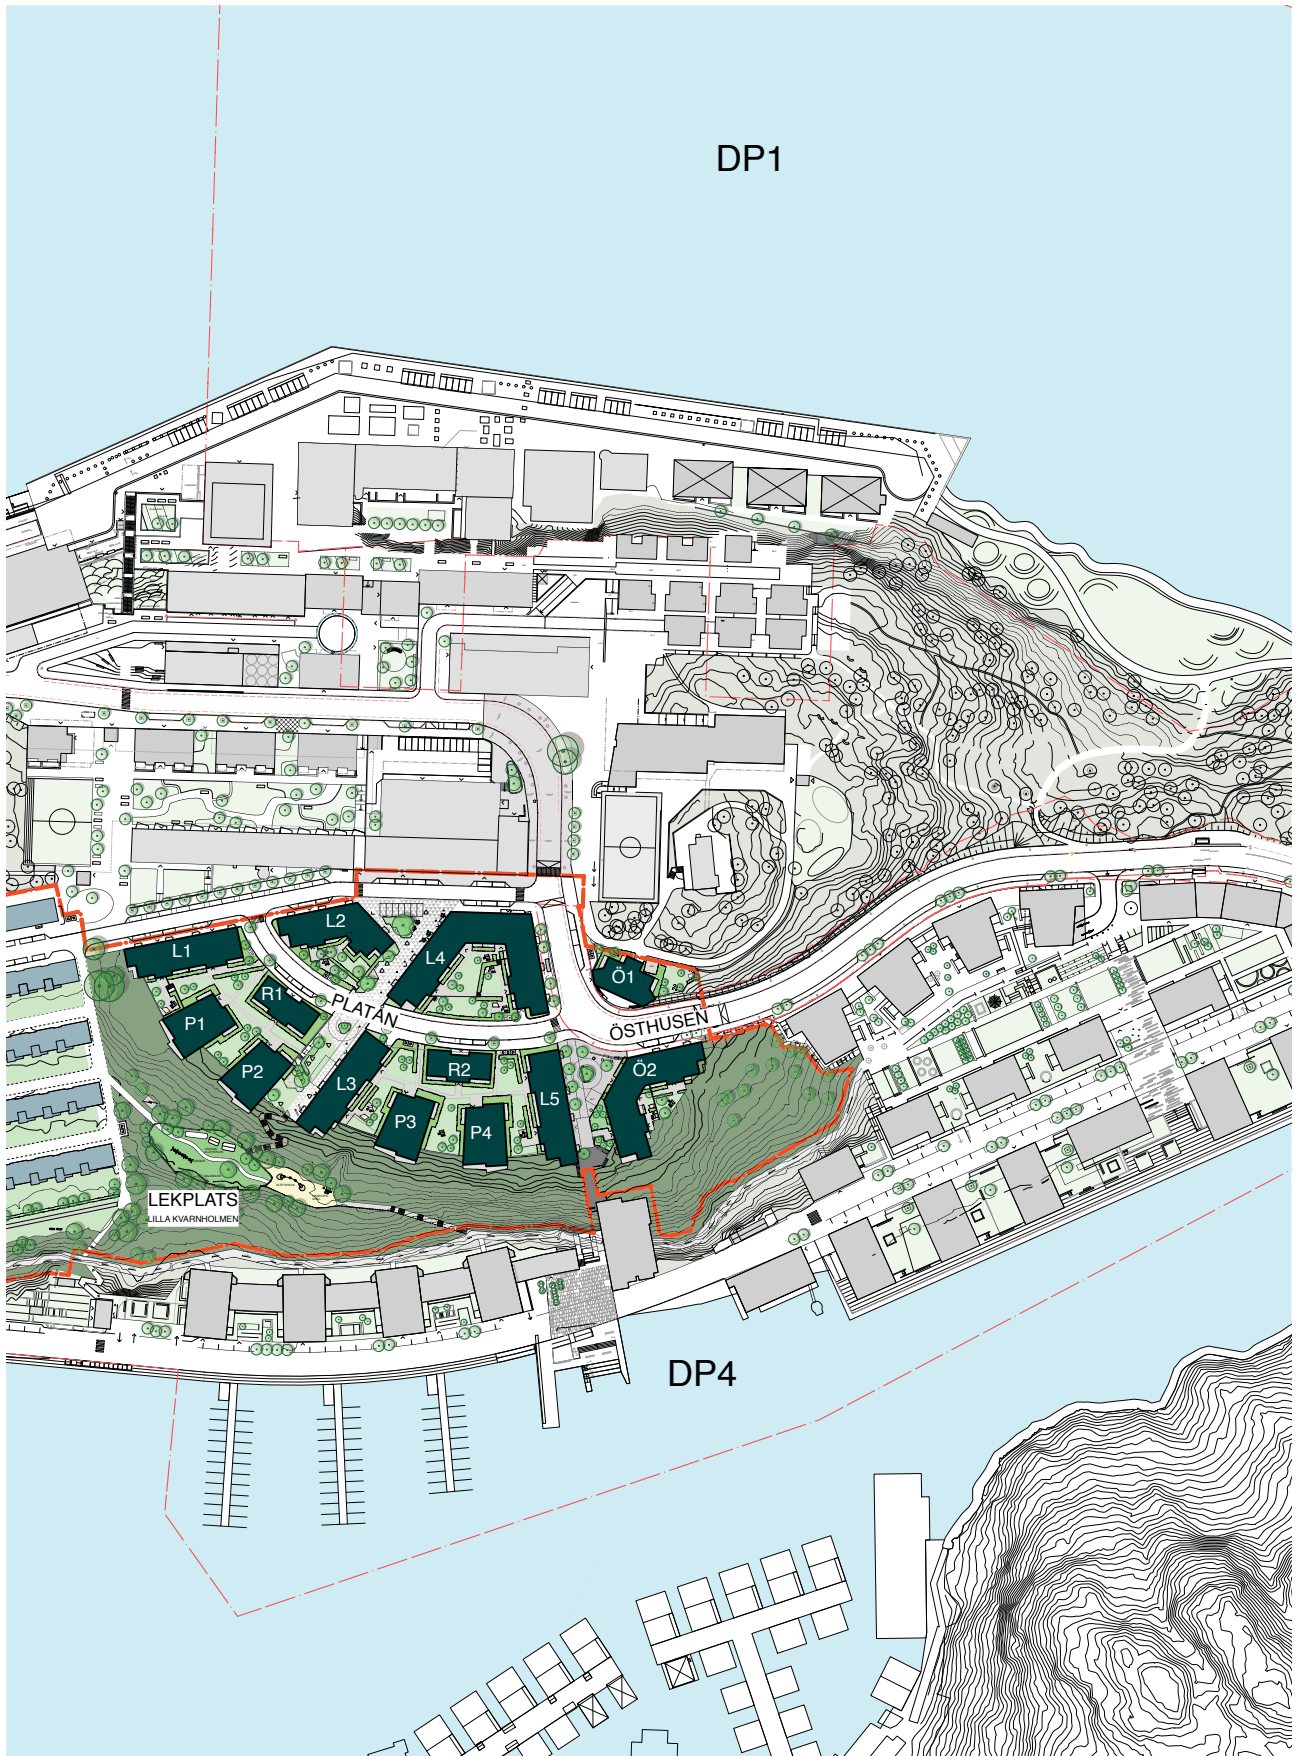 DP1
L2
L1
L4
R1
Ö1
PLATÅN
P1
ÖSTHUSEN
R2
P2
L3
Ö2
L5
P3
P4
LEKPLATS
LILLA KVARNHOLMEN
DP4